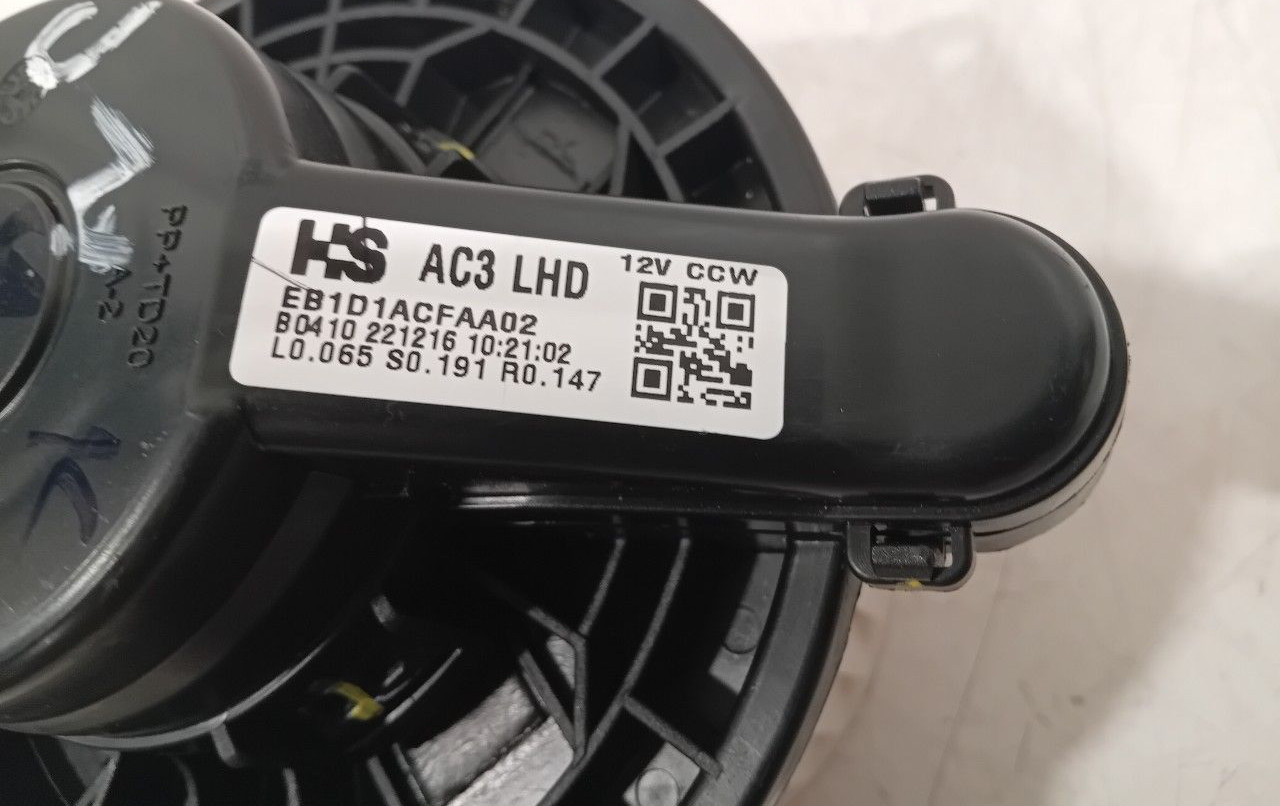 HS AC3 LHD 12V CCW
EB1D1ACFAA02
B0410 221216 10:21:02
L0.065 S0.191 R0.147
PP+TD20
A-2